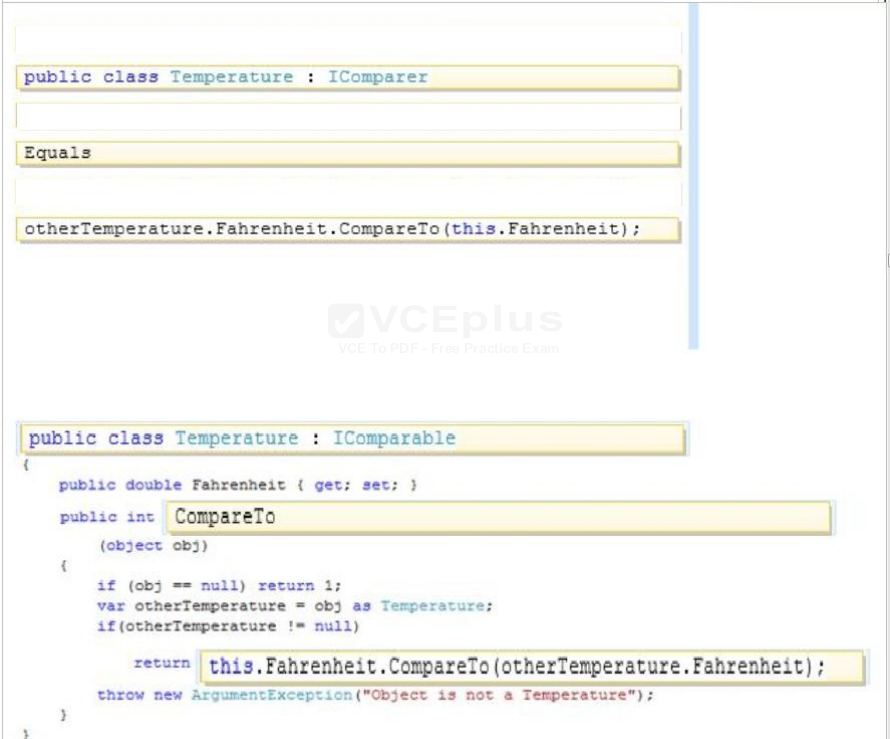 public class Temperature : IComparer
Equals
otherTemperature.Fahrenheit.CompareTo(this.Fahrenheit);
VCEplus
VCE To PDF - Free Practice Exam
public class Temperature : IComparable
{
public double Fahrenheit { get; set; }
public int CompareTo
(object obj)
{
if (obj == null) return 1;
var otherTemperature = obj as Temperature;
if(otherTemperature != null)
return this.Fahrenheit.CompareTo(otherTemperature.Fahrenheit);
throw new ArgumentException("Object is not a Temperature");
}
}